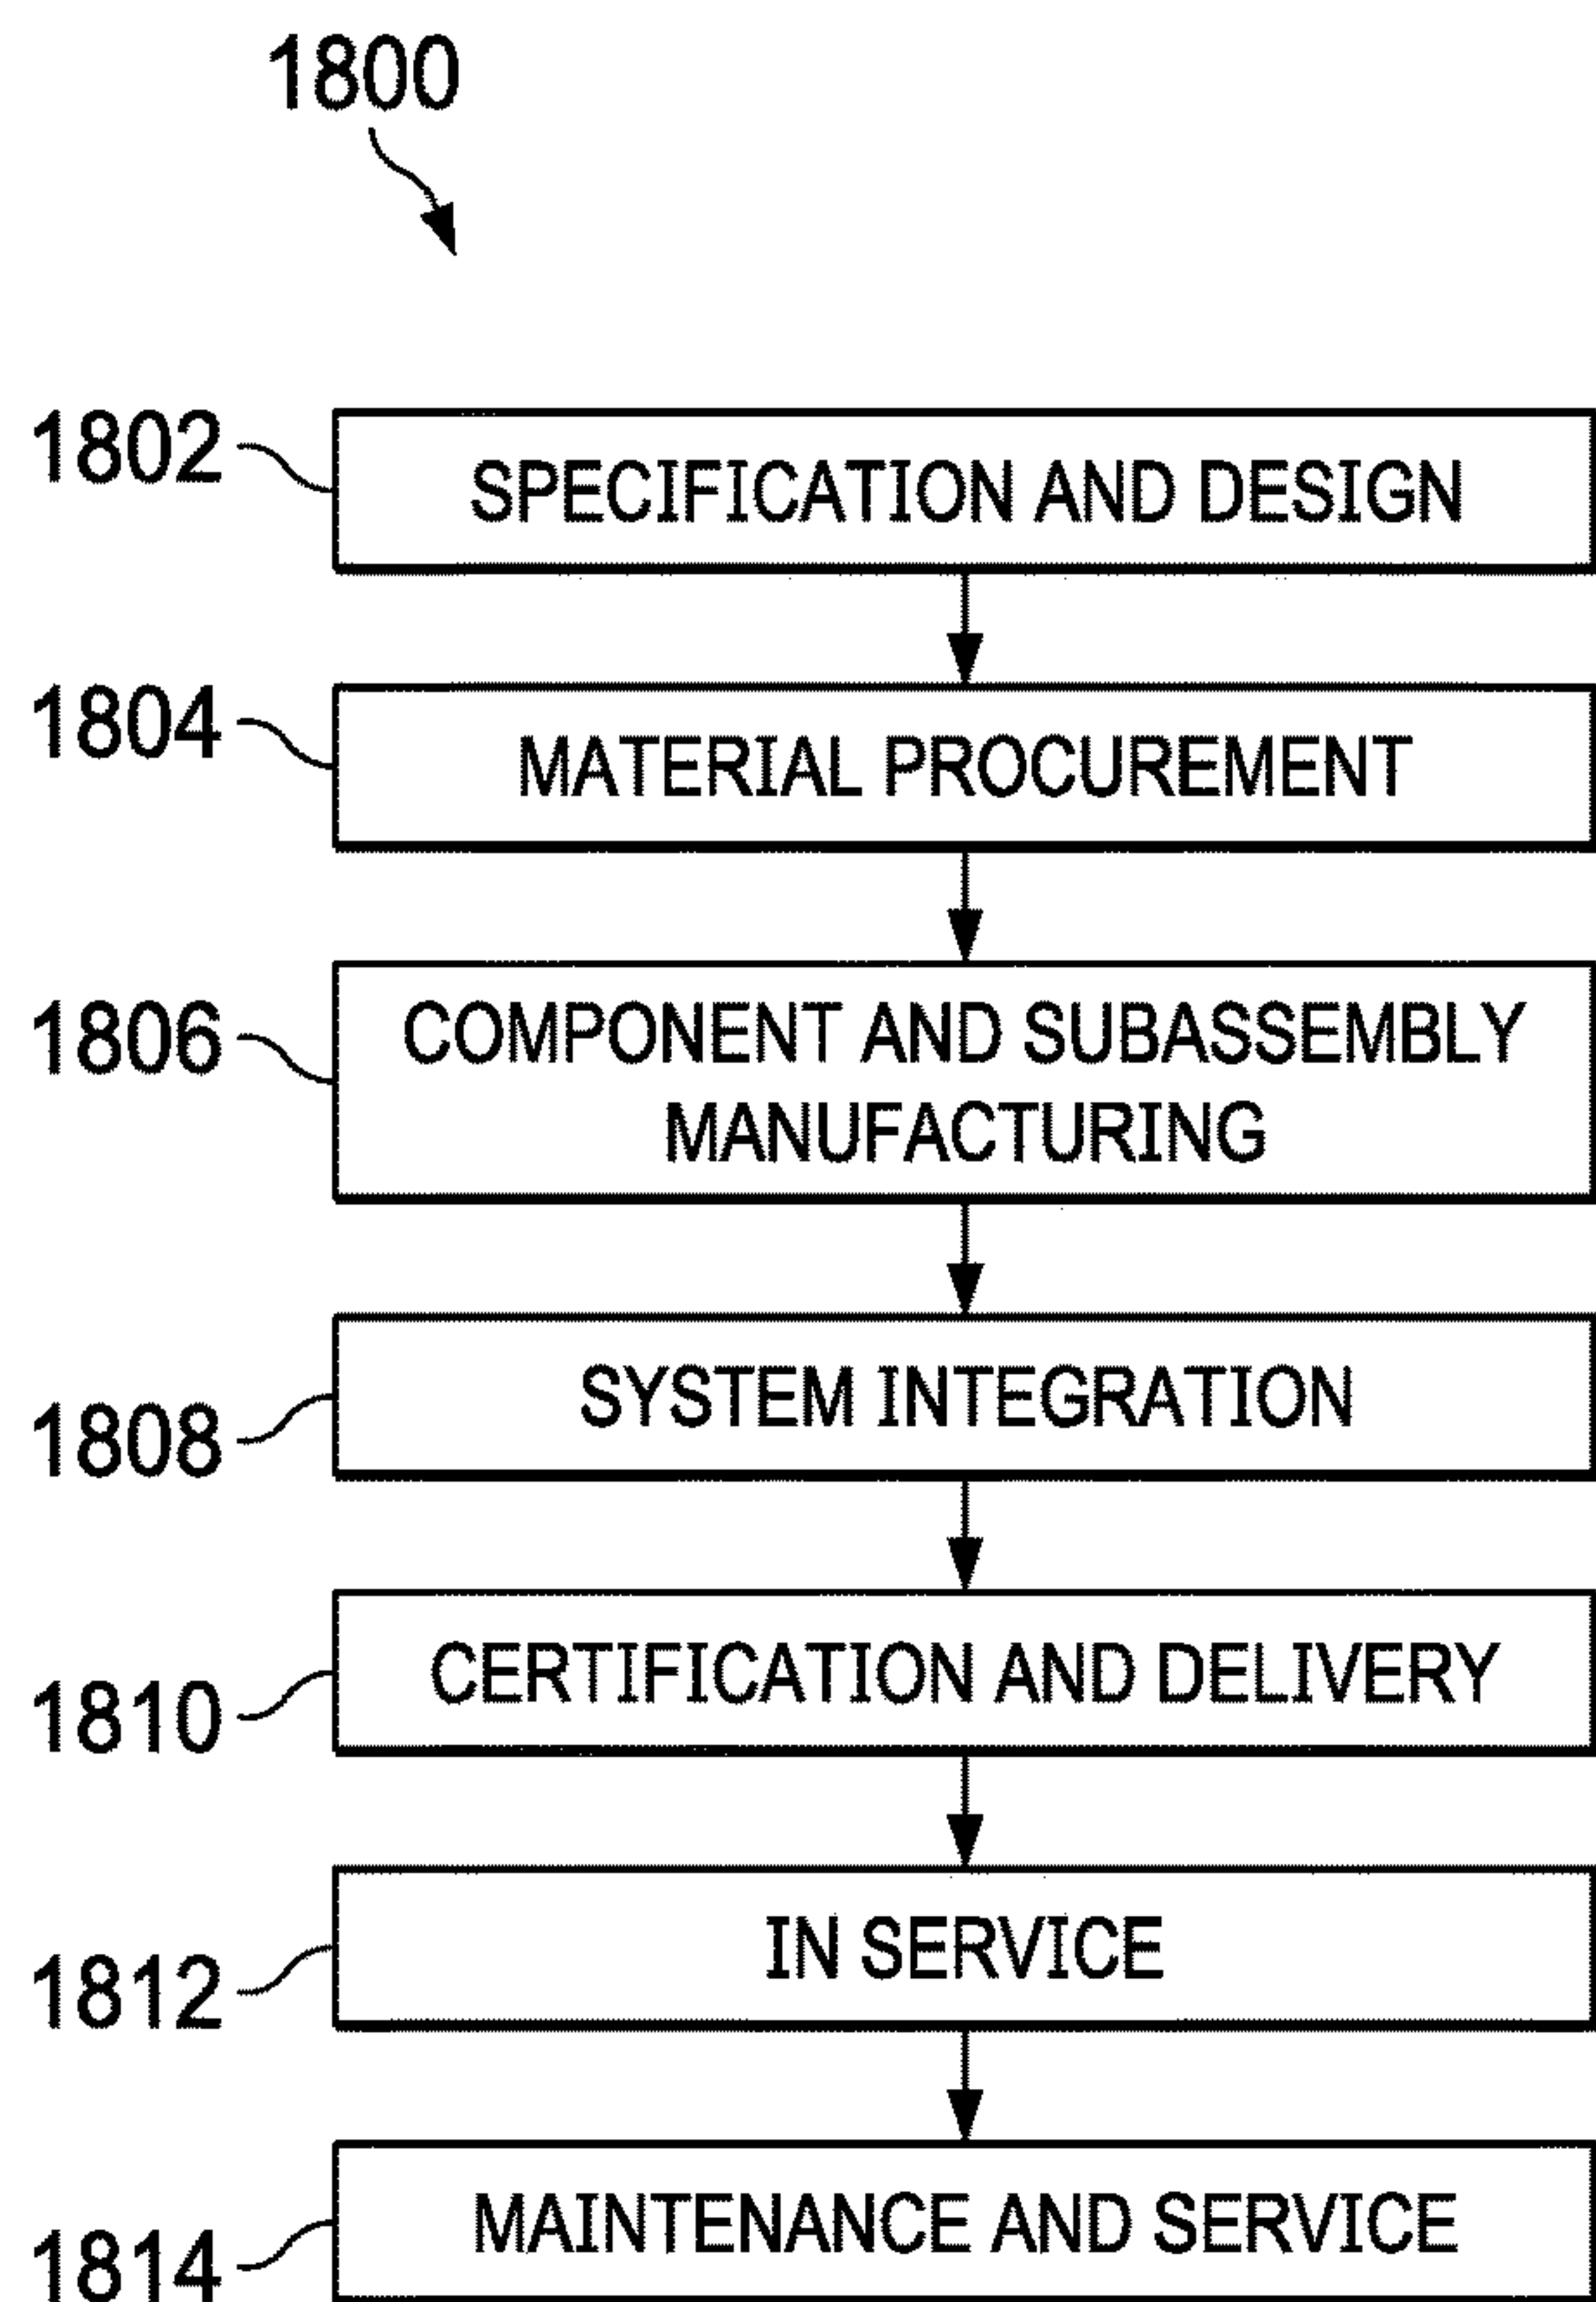 1800
1802
SPECIFICATION AND DESIGN
1804
MATERIAL PROCUREMENT
1806
COMPONENT AND SUBASSEMBLY
MANUFACTURING
1808
SYSTEM INTEGRATION
1810
CERTIFICATION AND DELIVERY
1812
IN SERVICE
1814
MAINTENANCE AND SERVICE